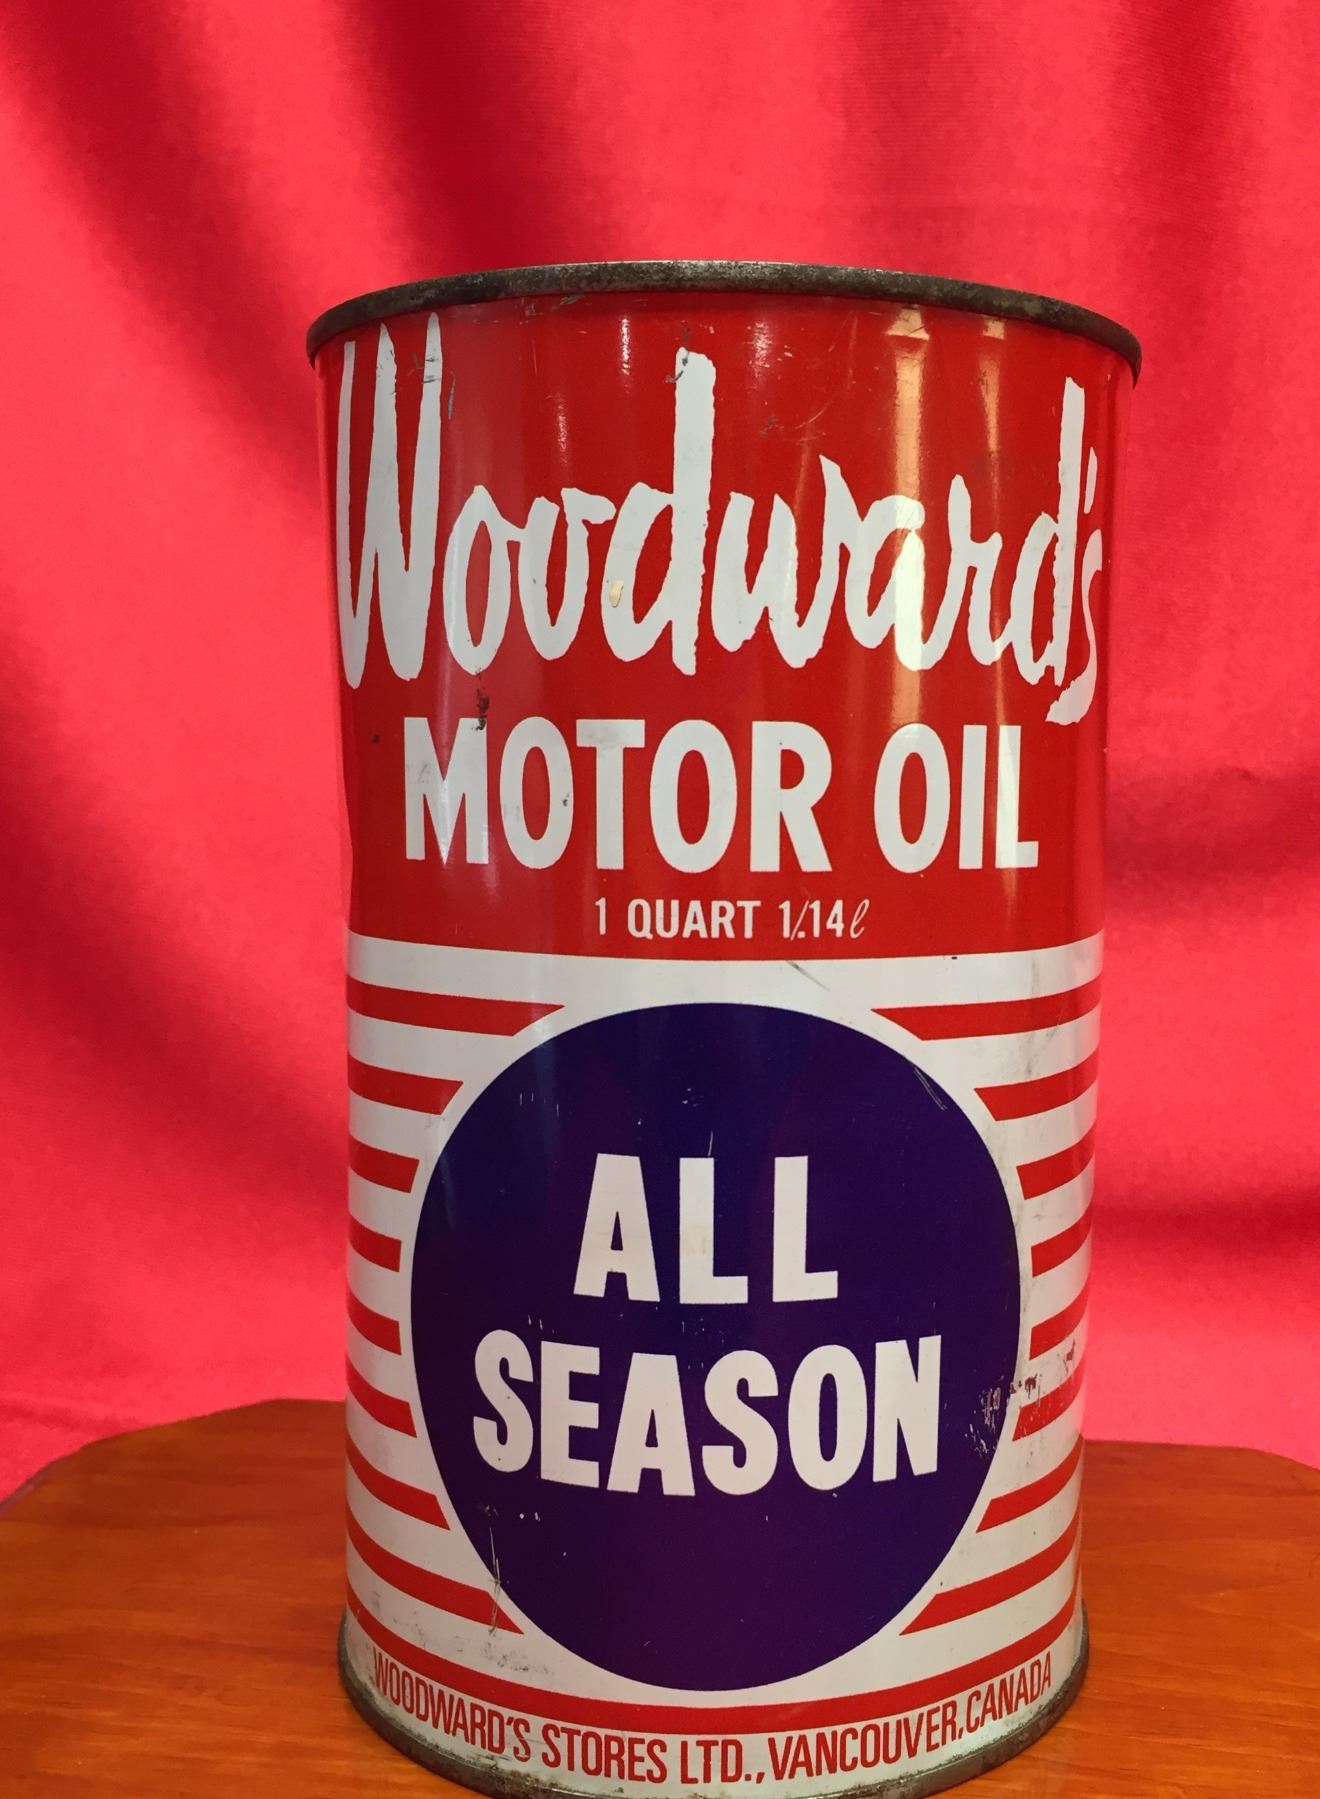 Woodward's
MOTOR OIL
1 QUART 1.14ℓ
ALL
SEASON
WOODWARD'S STORES LTD., VANCOUVER, CANADA